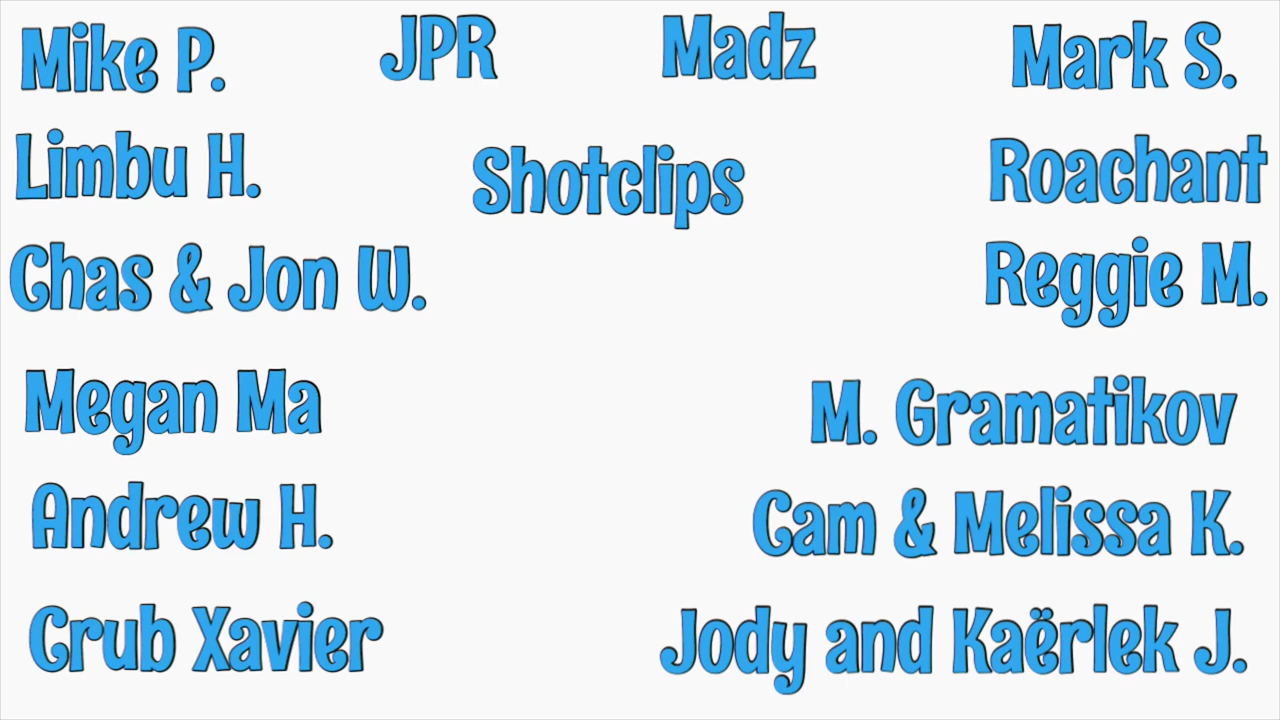 Mike P.
JPR
Madz
Mark S.
Limbu H.
Shotclips
Roachant
Chas & Jon W.
Reggie M.
Megan Ma
M. Gramatikov
Andrew H.
Cam & Melissa K.
Crub Xavier
Jody and Kaërlek J.